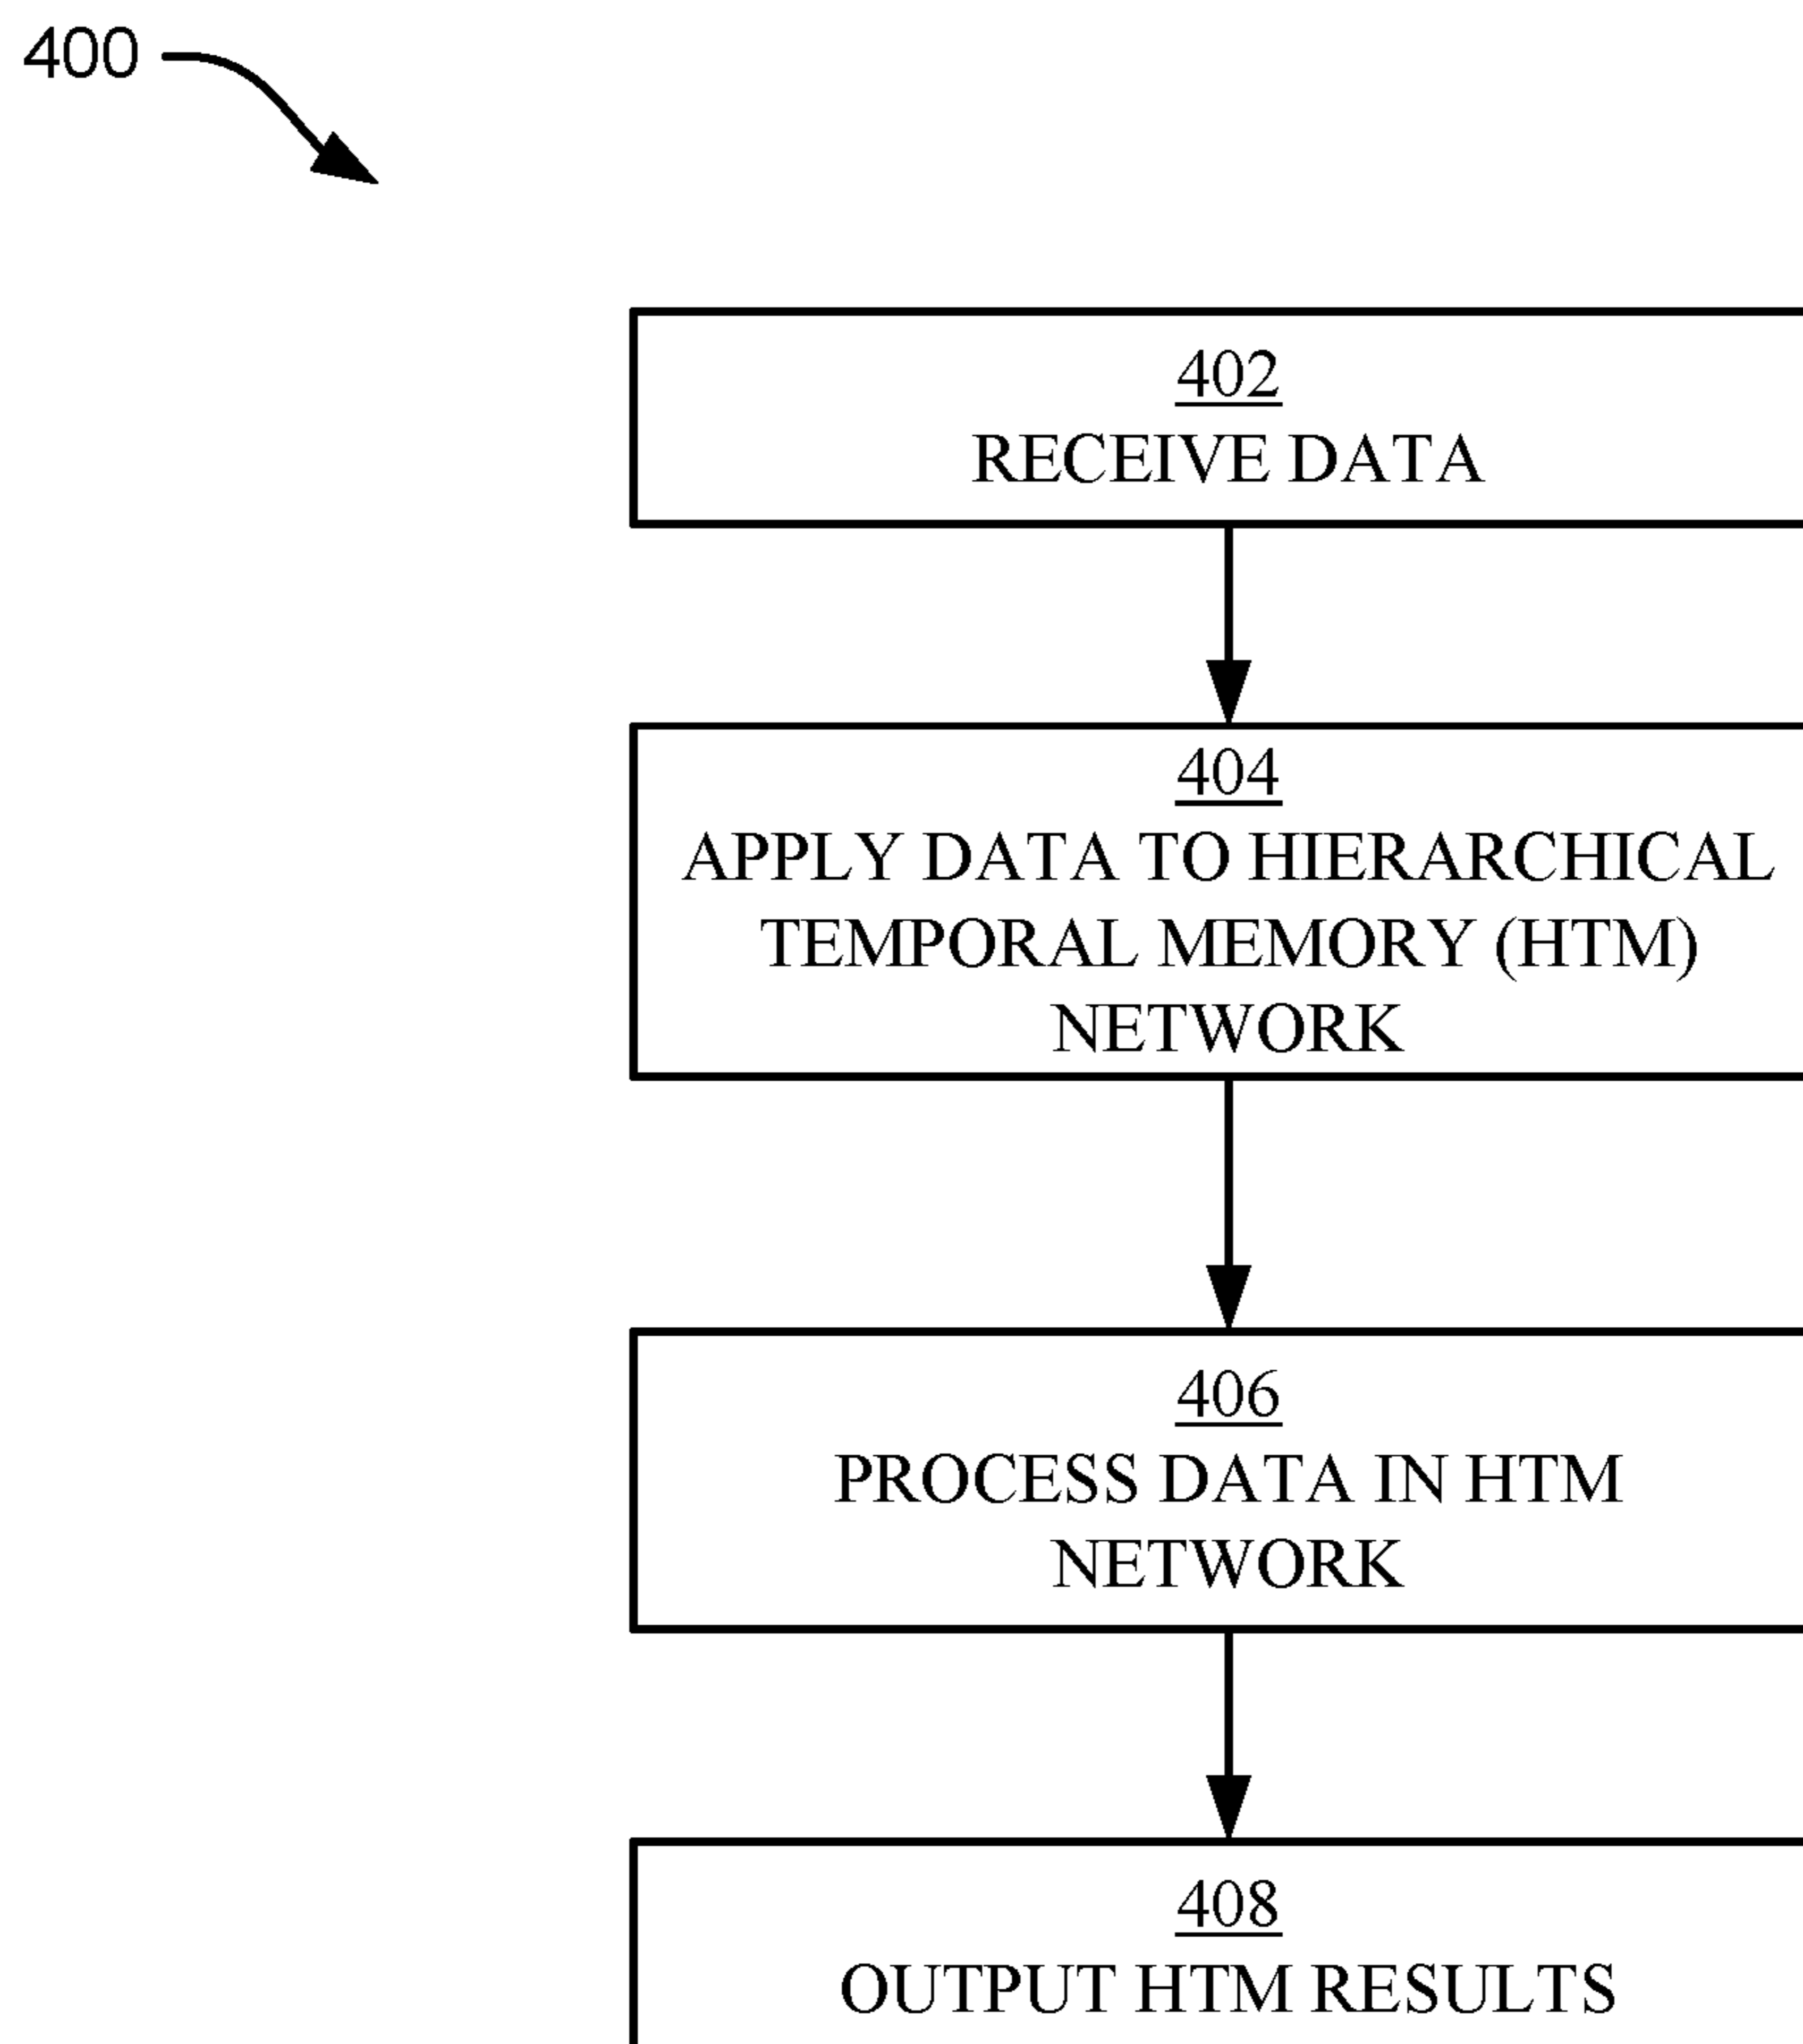 400
402
RECEIVE DATA
404
APPLY DATA TO HIERARCHICAL
TEMPORAL MEMORY (HTM)
NETWORK
406
PROCESS DATA IN HTM
NETWORK
408
OUTPUT HTM RESULTS